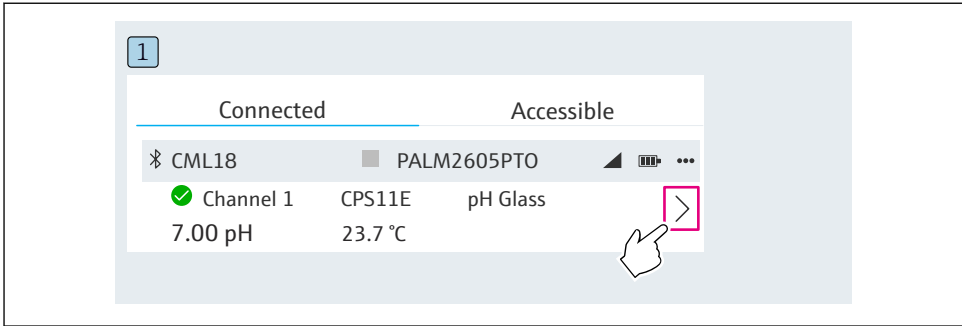 1
Connected Accessible
CML18 PALM2605PTO •••
Channel 1 CPS11E pH Glass >
7.00 pH 23.7 °C